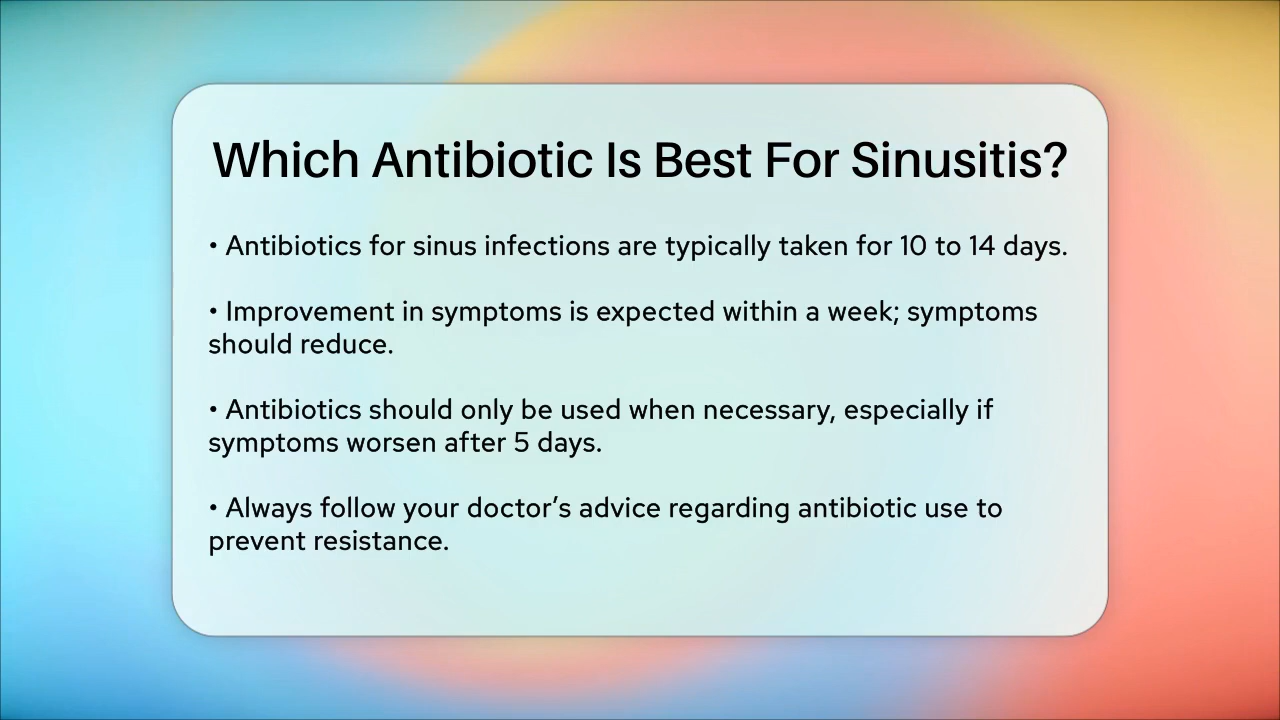 Which Antibiotic Is Best For Sinusitis?
• Antibiotics for sinus infections are typically taken for 10 to 14 days.
• Improvement in symptoms is expected within a week; symptoms
should reduce.
• Antibiotics should only be used when necessary, especially if
symptoms worsen after 5 days.
• Always follow your doctor’s advice regarding antibiotic use to
prevent resistance.